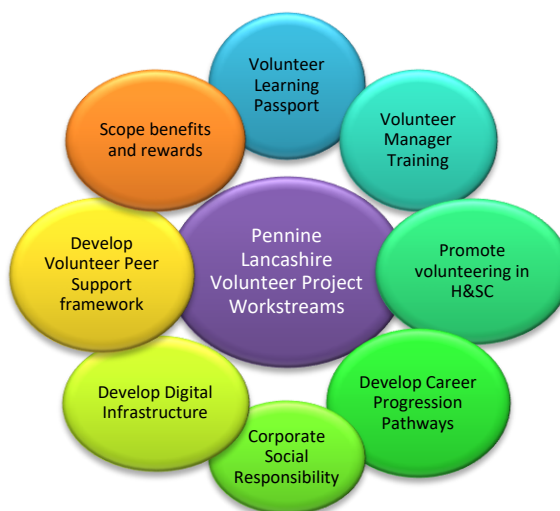 Volunteer
Learning
Passport
Volunteer
Manager
Training
Promote
volunteering in
H&SC
Develop Career
Progression
Pathways
Corporate
Social
Responsibility
Develop Digital
Infrastructure
Develop
Volunteer Peer
Support
framework
Scope benefits
and rewards
Pennine
Lancashire
Volunteer Project
Workstreams